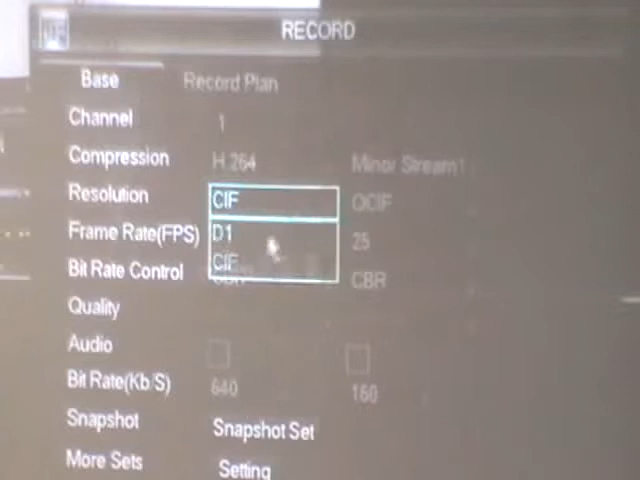 RECORD
Base Record Plan
Channel 1
Compression H.264 Minor Stream1
Resolution CIF QCIF
Frame Rate(FPS) D1 25
CIF
Bit Rate Control CBR
Quality
Audio
Bit Rate(Kb/S) 640 160
Snapshot Snapshot Set
More Sets Setting